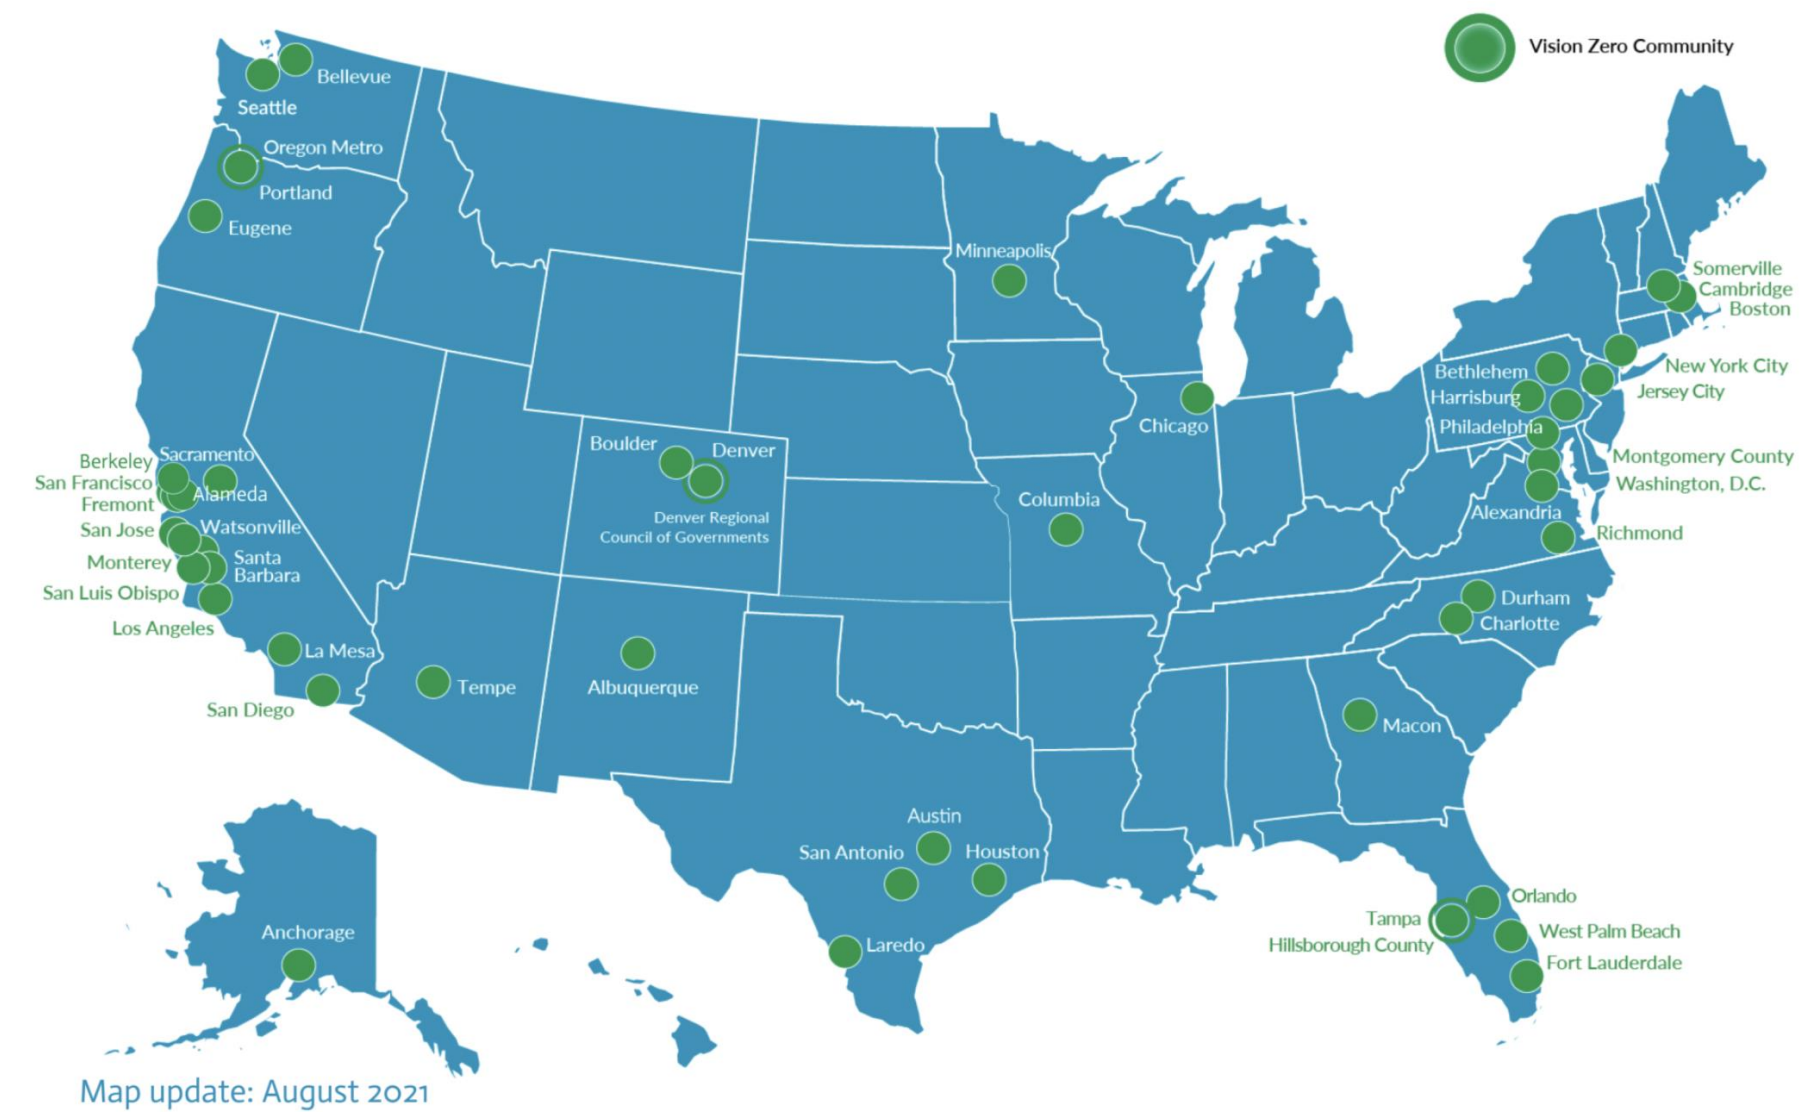 Vision Zero Community
Bellevue
Seattle
Oregon Metro
Portland
Eugene
Minneapolis
Somerville
Cambridge
Boston
New York City
Jersey City
Bethlehem
Harrisburg
Philadelphia
Chicago
Boulder
Denver
Denver Regional
Council of Governments
Columbia
Sacramento
Berkeley
San Francisco
Alameda
Fremont
San Jose
Watsonville
Monterey
Santa
Barbara
San Luis Obispo
Los Angeles
La Mesa
San Diego
Montgomery County
Washington, D.C.
Alexandria
Richmond
Durham
Charlotte
Tempe
Albuquerque
Macon
Austin
San Antonio
Houston
Laredo
Orlando
Tampa
Hillsborough County
West Palm Beach
Fort Lauderdale
Anchorage
Map update: August 2021